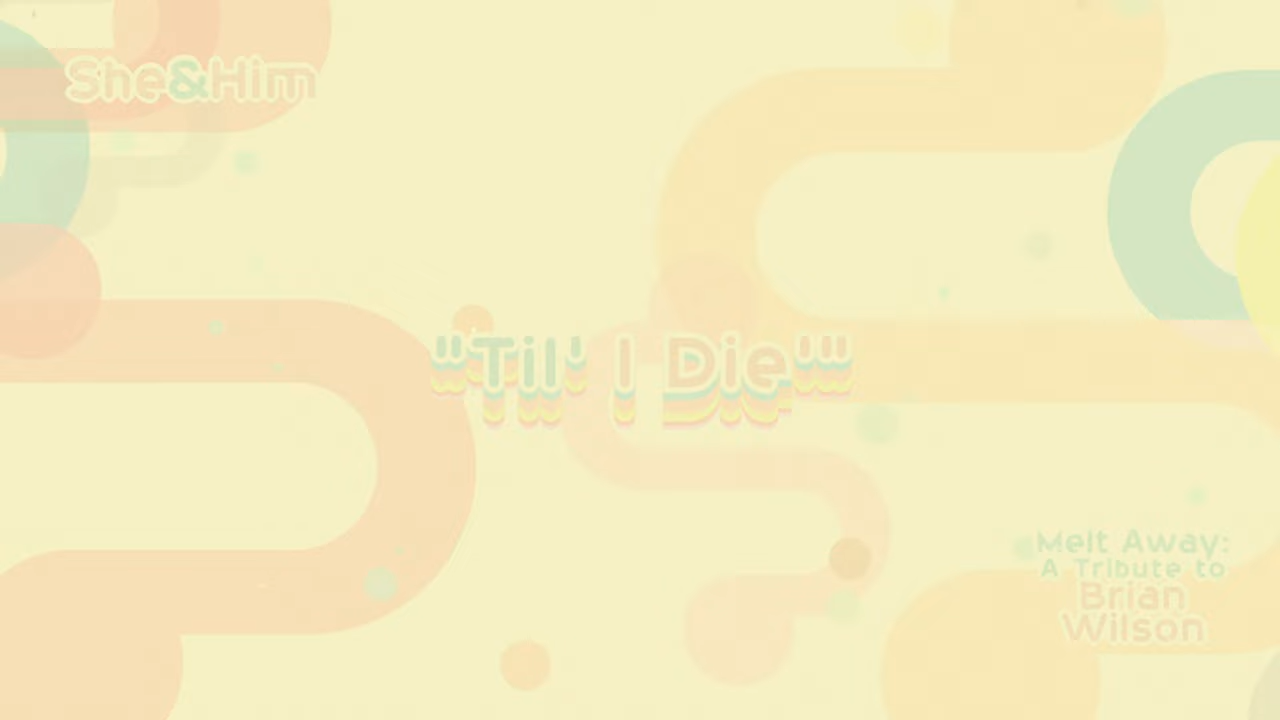 She&Him
"Til' I Die'"
Melt Away:
A Tribute to
Brian
Wilson